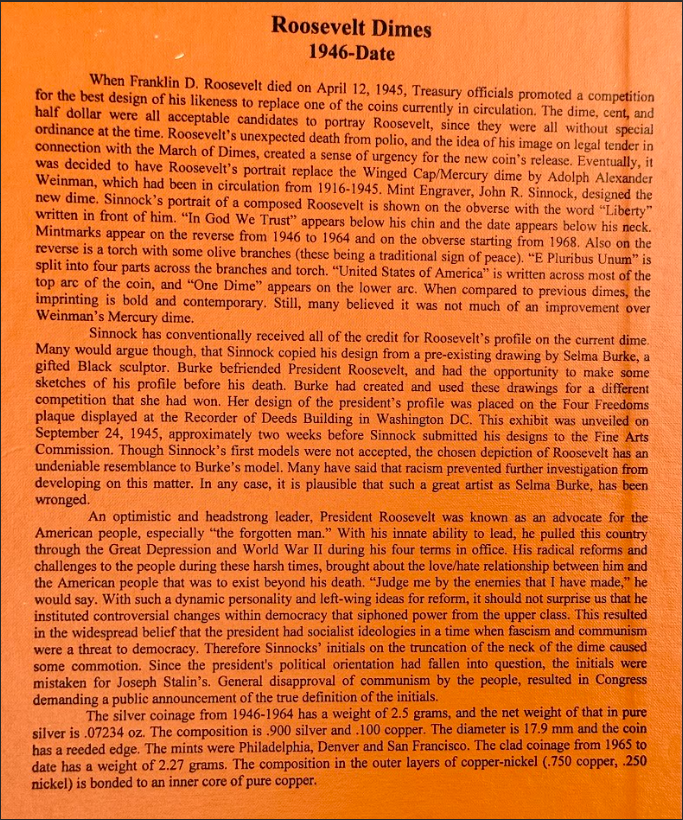 Roosevelt Dimes
1946-Date
When Franklin D. Roosevelt died on April 12, 1945, Treasury officials promoted a competition
for the best design of his likeness to replace one of the coins currently in circulation. The dime, cent, and
half dollar were all acceptable candidates to portray Roosevelt, since they were all without special
ordinance at the time. Roosevelt's unexpected death from polio, and the idea of his image on legal tender in
connection with the March of Dimes, created a sense of urgency for the new coin's release. Eventually, it
was decided to have Roosevelt's portrait replace the Winged Cap/Mercury dime by Adolph Alexander
Weinman, which had been in circulation from 1916-1945. Mint Engraver, John R. Sinnock, designed the
new dime. Sinnock's portrait of a composed Roosevelt is shown on the obverse with the word “Liberty”
written in front of him. “In God We Trust” appears below his chin and the date appears below his neck.
Mintmarks appear on the reverse from 1946 to 1964 and on the obverse starting from 1968. Also on the
reverse is a torch with some olive branches (these being a traditional sign of peace). “E Pluribus Unum” is
split into four parts across the branches and torch. “United States of America” is written across most of the
top arc of the coin, and “One Dime” appears on the lower arc. When compared to previous dimes, the
imprinting is bold and contemporary. Still, many believed it was not much of an improvement over
Weinman's Mercury dime.
Sinnock has conventionally received all of the credit for Roosevelt's profile on the current dime.
Many would argue though, that Sinnock copied his design from a pre-existing drawing by Selma Burke, a
gifted Black sculptor. Burke befriended President Roosevelt, and had the opportunity to make some
sketches of his profile before his death. Burke had created and used these drawings for a different
competition that she had won. Her design of the president's profile was placed on the Four Freedoms
plaque displayed at the Recorder of Deeds Building in Washington DC. This exhibit was unveiled on
September 24, 1945, approximately two weeks before Sinnock submitted his designs to the Fine Arts
Commission. Though Sinnock's first models were not accepted, the chosen depiction of Roosevelt has an
undeniable resemblance to Burke's model. Many have said that racism prevented further investigation from
developing on this matter. In any case, it is plausible that such a great artist as Selma Burke, has been
wronged.
An optimistic and headstrong leader, President Roosevelt was known as an advocate for the
American people, especially “the forgotten man.” With his innate ability to lead, he pulled this country
through the Great Depression and World War II during his four terms in office. His radical reforms and
challenges to the people during these harsh times, brought about the love/hate relationship between him and
the American people that was to exist beyond his death. “Judge me by the enemies that I have made,” he
would say. With such a dynamic personality and left-wing ideas for reform, it should not surprise us that he
instituted controversial changes within democracy that siphoned power from the upper class. This resulted
in the widespread belief that the president had socialist ideologies in a time when fascism and communism
were a threat to democracy. Therefore Sinnocks' initials on the truncation of the neck of the dime caused
some commotion. Since the president's political orientation had fallen into question, the initials were
mistaken for Joseph Stalin's. General disapproval of communism by the people, resulted in Congress
demanding a public announcement of the true definition of the initials.
The silver coinage from 1946-1964 has a weight of 2.5 grams, and the net weight of that in pure
silver is .07234 oz. The composition is .900 silver and .100 copper. The diameter is 17.9 mm and the coin
has a reeded edge. The mints were Philadelphia, Denver and San Francisco. The clad coinage from 1965 to
date has a weight of 2.27 grams. The composition in the outer layers of copper-nickel (.750 copper, .250
nickel) is bonded to an inner core of pure copper.